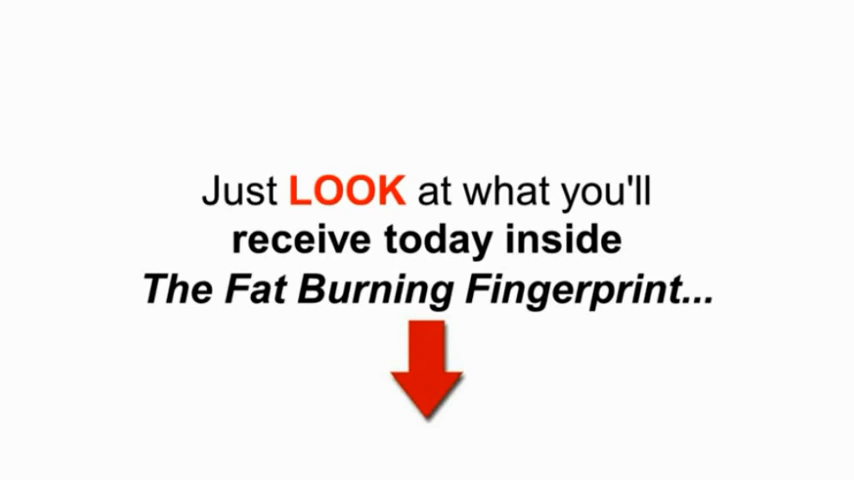 Just LOOK at what you'll
receive today inside
The Fat Burning Fingerprint...